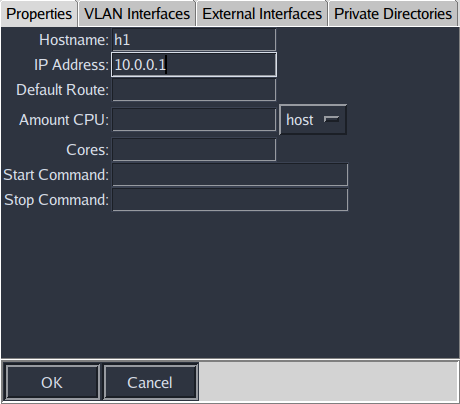 Properties VLAN Interfaces External Interfaces Private Directories
Hostname: h1
IP Address: 10.0.0.1
Default Route:
Amount CPU: host
Cores:
Start Command:
Stop Command:
OK Cancel